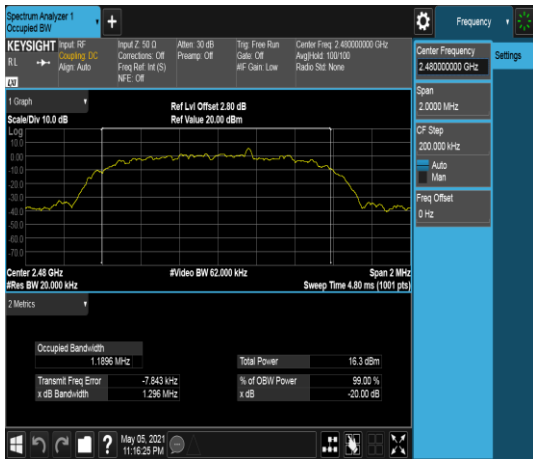 Spectrum Analyzer 1
Occupied BW
Frequency
KEYSIGHT
RL
LXI
Input: RF
Coupling: DC
Align: Auto
Input Z: 50 Ω
Corrections: Off
Freq Ref: Int (S)
NFE: Off
Atten: 30 dB
Preamp: Off
Trig: Free Run
Gate: Off
#IF Gain: Low
Center Freq: 2.480000000 GHz
Avg|Hold: 100/100
Radio Std: None
Center Frequency
2.480000000 GHz
Settings
Span
2.0000 MHz
CF Step
200.000 kHz
Auto
Man
Freq Offset
0 Hz
1 Graph
Scale/Div 10.0 dB
Ref Lvl Offset 2.80 dB
Ref Value 20.00 dBm
Log
10.0
0.00
-10.0
-20.0
-30.0
-40.0
-50.0
-60.0
-70.0
Center 2.48 GHz
#Res BW 20.000 kHz
#Video BW 62.000 kHz
Span 2 MHz
Sweep Time 4.80 ms (1001 pts)
2 Metrics
Occupied Bandwidth
1.1896 MHz
Total Power 16.3 dBm
Transmit Freq Error -7.843 kHz
% of OBW Power 99.00 %
x dB Bandwidth 1.296 MHz
x dB -20.00 dB
?
May 05, 2021
11:16:25 PM